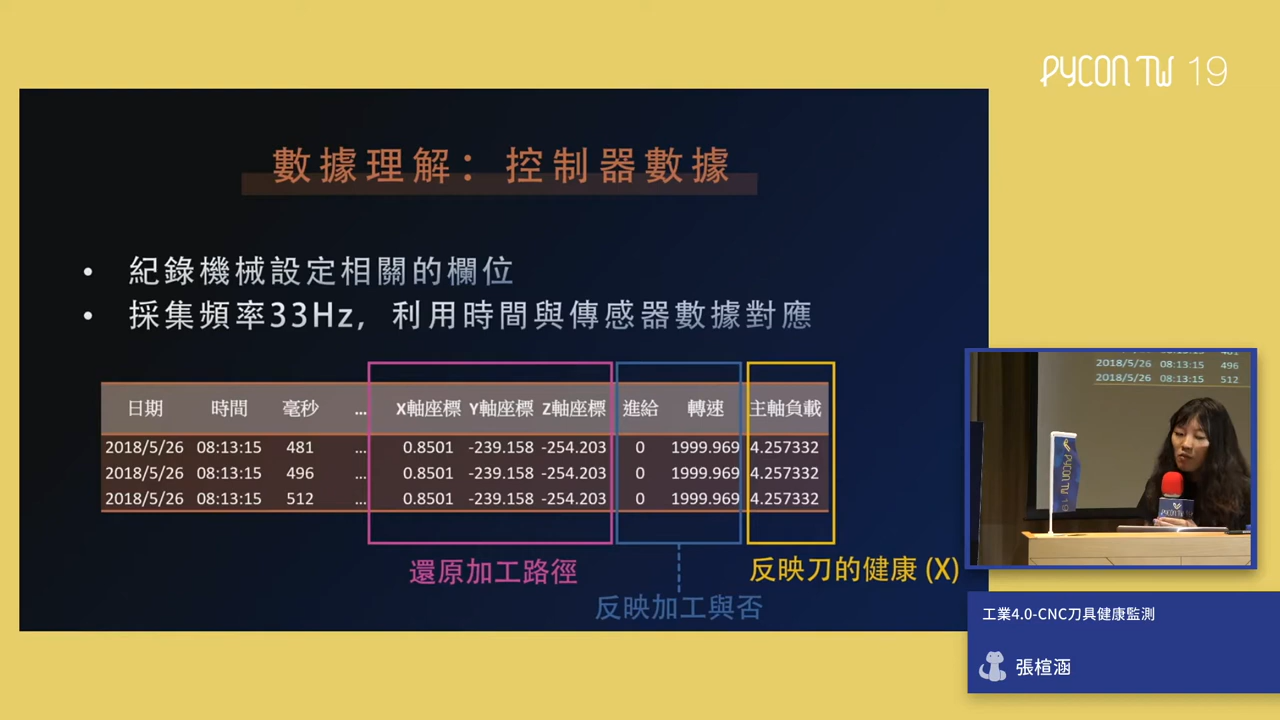 PYCON TW 19
數據理解：控制器數據
• 紀錄機械設定相關的欄位
• 採集頻率33Hz，利用時間與傳感器數據對應
日期 時間 毫秒 ... X軸座標 Y軸座標 Z軸座標 進給 轉速 主軸負載
2018/5/26 08:13:15 481 ... 0.8501 -239.158 -254.203 0 1999.969 4.257332
2018/5/26 08:13:15 496 ... 0.8501 -239.158 -254.203 0 1999.969 4.257332
2018/5/26 08:13:15 512 ... 0.8501 -239.158 -254.203 0 1999.969 4.257332
還原加工路徑
反映刀的健康 (X)
反映加工與否
2018/5/26 08:13:15 496
2018/5/26 08:13:15 512
PYCON TW 19
PYCON TW
工業4.0-CNC刀具健康監測
張楦涵